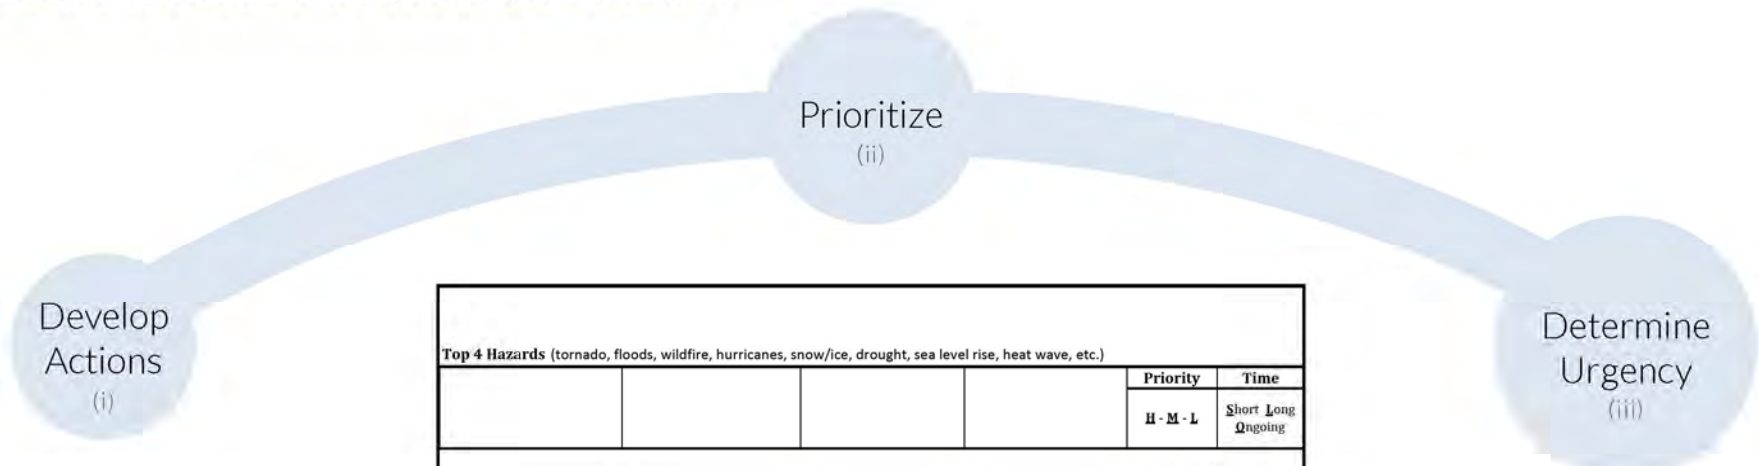 Prioritize
(ii)
Develop
Actions
(i)
Determine
Urgency
(iii)
Top 4 Hazards (tornado, floods, wildfire, hurricanes, snow/ice, drought, sea level rise, heat wave, etc.)
Priority Time
H - M - L
Short Long
Ongoing